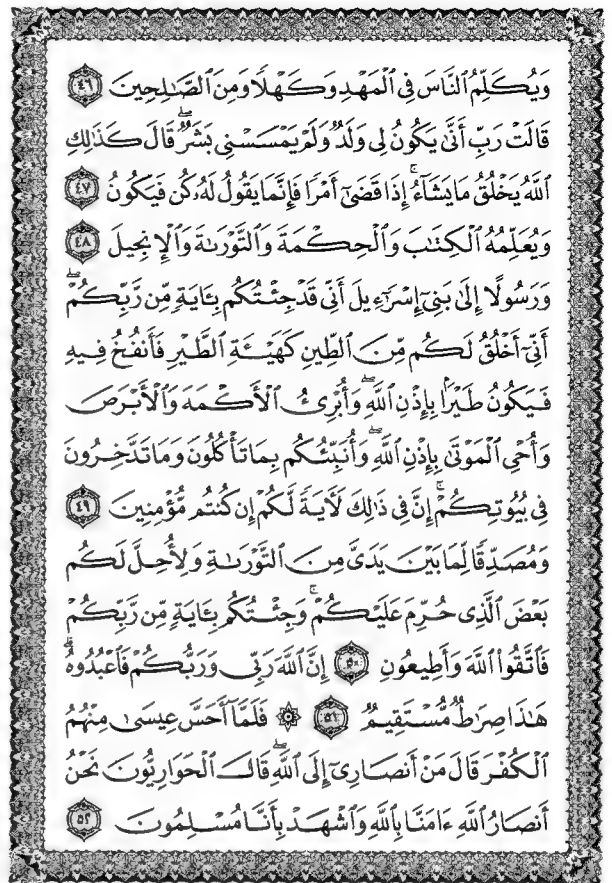 وَيُكَلِّمُ ٱلنَّاسَ فِي ٱلْمَهْدِ وَكَهْلًا وَمِنَ ٱلصَّـٰلِحِينَ ٤٦
قَالَتْ رَبِّ أَنَّىٰ يَكُونُ لِي وَلَدٌ وَلَمْ يَمْسَسْنِي بَشَرٌ ۖ قَالَ كَذَٰلِكِ
ٱللَّهُ يَخْلُقُ مَا يَشَآءُ ۚ إِذَا قَضَىٰٓ أَمْرًا فَإِنَّمَا يَقُولُ لَهُۥ كُن فَيَكُونُ ٤٧
وَيُعَلِّمُهُ ٱلْكِتَـٰبَ وَٱلْحِكْمَةَ وَٱلتَّوْرَىٰةَ وَٱلْإِنجِيلَ ٤٨
وَرَسُولًا إِلَىٰ بَنِيٓ إِسْرَٰٓءِيلَ أَنِّي قَدْ جِئْتُكُم بِـَٔايَةٍ مِّن رَّبِّكُمْ ۖ
أَنِّيٓ أَخْلُقُ لَكُم مِّنَ ٱلطِّينِ كَهَيْـَٔةِ ٱلطَّيْرِ فَأَنفُخُ فِيهِ
فَيَكُونُ طَيْرًۢا بِإِذْنِ ٱللَّهِ ۖ وَأُبْرِئُ ٱلْأَكْمَهَ وَٱلْأَبْرَصَ
وَأُحْيِ ٱلْمَوْتَىٰ بِإِذْنِ ٱللَّهِ ۖ وَأُنَبِّئُكُم بِمَا تَأْكُلُونَ وَمَا تَدَّخِرُونَ
فِي بُيُوتِكُمْ ۚ إِنَّ فِي ذَٰلِكَ لَـَٔايَةً لَّكُمْ إِن كُنتُم مُّؤْمِنِينَ ٤٩
وَمُصَدِّقًا لِّمَا بَيْنَ يَدَيَّ مِنَ ٱلتَّوْرَىٰةِ وَلِأُحِلَّ لَكُم
بَعْضَ ٱلَّذِي حُرِّمَ عَلَيْكُمْ ۚ وَجِئْتُكُم بِـَٔايَةٍ مِّن رَّبِّكُمْ
فَٱتَّقُوا۟ ٱللَّهَ وَأَطِيعُونِ ٥٠ إِنَّ ٱللَّهَ رَبِّي وَرَبُّكُمْ فَٱعْبُدُوهُ ۗ
هَـٰذَا صِرَٰطٌ مُّسْتَقِيمٌ ٥١ ۞ فَلَمَّآ أَحَسَّ عِيسَىٰ مِنْهُمُ
ٱلْكُفْرَ قَالَ مَنْ أَنصَارِيٓ إِلَى ٱللَّهِ ۖ قَالَ ٱلْحَوَارِيُّونَ نَحْنُ
أَنصَارُ ٱللَّهِ ءَامَنَّا بِٱللَّهِ وَٱشْهَدْ بِأَنَّا مُسْلِمُونَ ٥٢